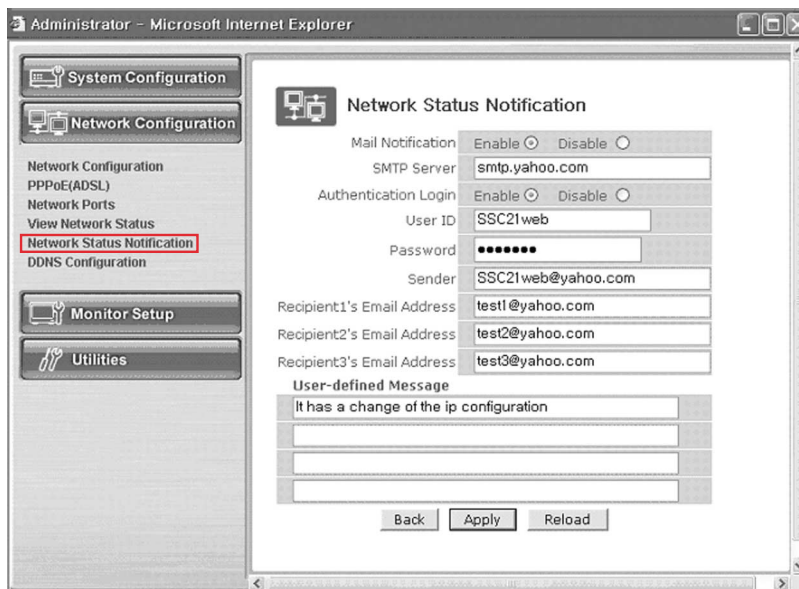 Administrator - Microsoft Internet Explorer
System Configuration
Network Configuration
Network Configuration
PPPoE(ADSL)
Network Ports
View Network Status
Network Status Notification
DDNS Configuration
Monitor Setup
Utilities
Network Status Notification
Mail Notification Enable Disable
SMTP Server smtp.yahoo.com
Authentication Login Enable Disable
User ID SSC21web
Password •••••••
Sender SSC21web@yahoo.com
Recipient1's Email Address test1@yahoo.com
Recipient2's Email Address test2@yahoo.com
Recipient3's Email Address test3@yahoo.com
User-defined Message
It has a change of the ip configuration
Back Apply Reload